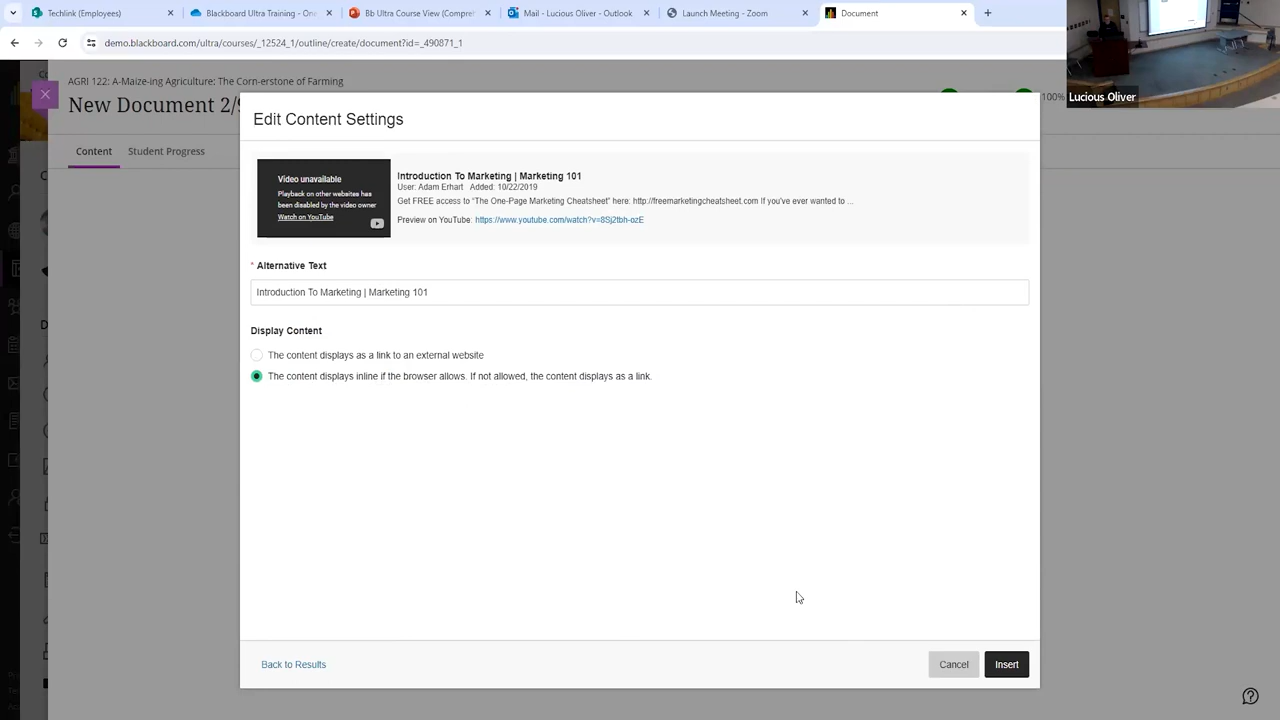 Techlink (Employees)
Blackboard Ultra Training - On
Bb Ultra Course View (Compre
Mail - Lucious Oliver - Outlook
Launch Meeting - Zoom
Document
demo.blackboard.com/ultra/courses/_12524_1/outline/create/document?id=_490871_1
AGRI 122: A-Maize-ing Agriculture: The Corn-erstone of Farming
New Document 2/9
100%
Lucious Oliver
Content
Student Progress
Edit Content Settings
Video unavailable
Playback on other websites has
been disabled by the video owner
Watch on YouTube
Introduction To Marketing | Marketing 101
User: Adam Erhart Added: 10/22/2019
Get FREE access to “The One-Page Marketing Cheatsheet” here: http://freemarketingcheatsheet.com If you've ever wanted to ...
Preview on YouTube: https://www.youtube.com/watch?v=8Sj2tbh-ozE
* Alternative Text
Introduction To Marketing | Marketing 101
Display Content
The content displays as a link to an external website
The content displays inline if the browser allows. If not allowed, the content displays as a link.
Back to Results
Cancel
Insert